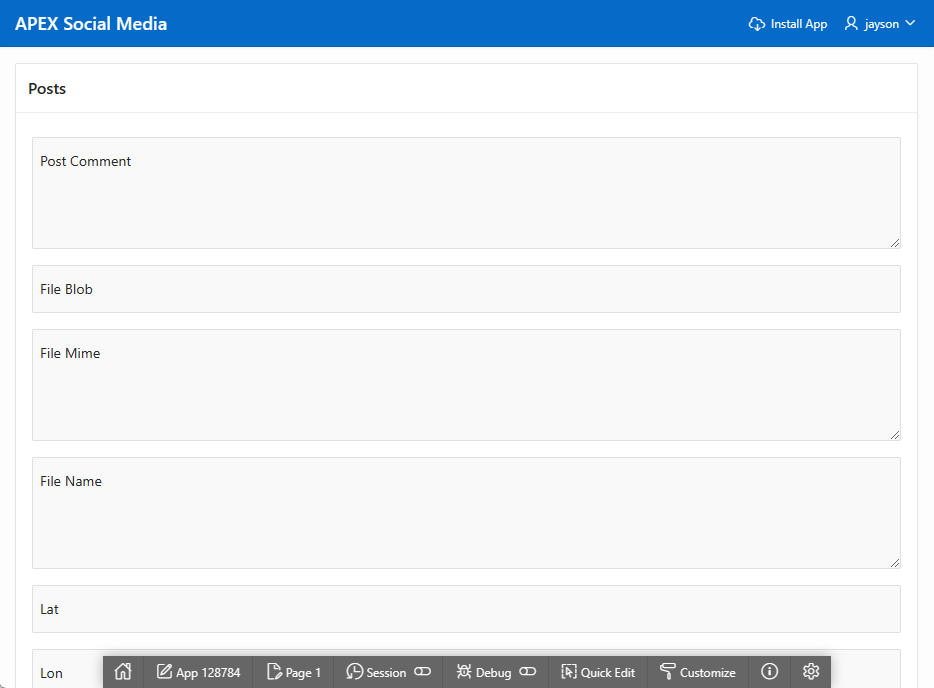 APEX Social Media
Install App
jayson
Posts
Post Comment
File Blob
File Mime
File Name
Lat
Lon
App 128784
Page 1
Session
Debug
Quick Edit
Customize